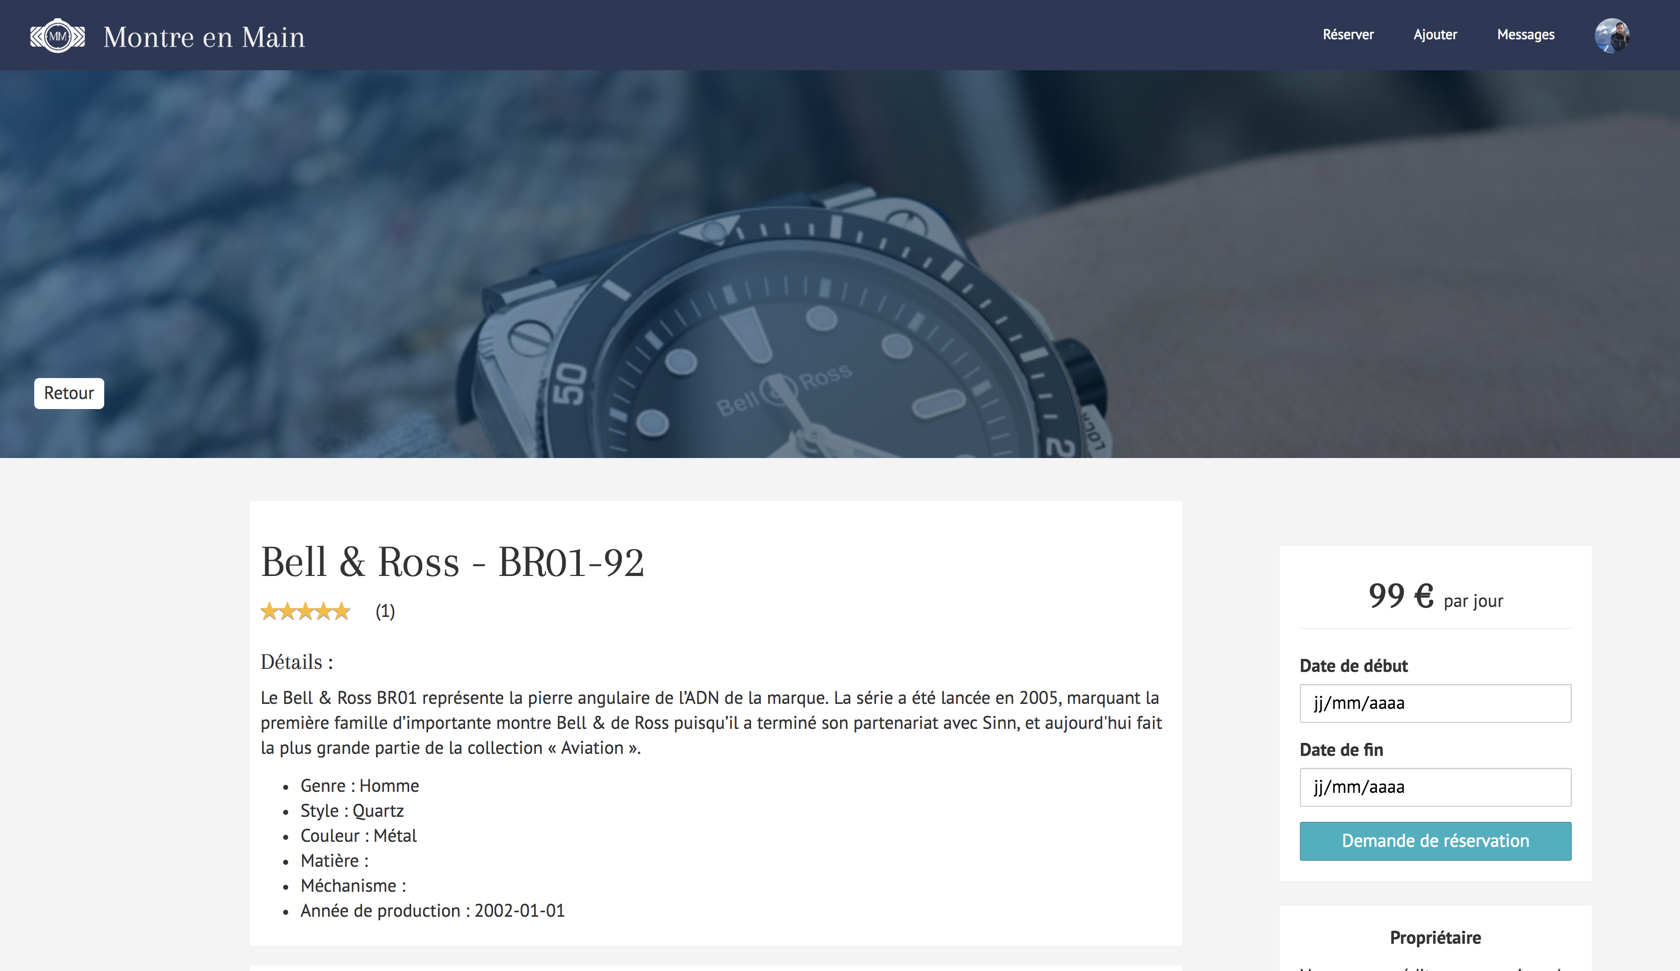 MM
Montre en Main
Réserver
Ajouter
Messages
50
Bell & Ross
LOCK
Retour
Bell & Ross - BR01-92
(1)
Détails :
Le Bell & Ross BR01 représente la pierre angulaire de l'ADN de la marque. La série a été lancée en 2005, marquant la
première famille d'importante montre Bell & de Ross puisqu'il a terminé son partenariat avec Sinn, et aujourd'hui fait
la plus grande partie de la collection « Aviation ».
Genre : Homme
Style : Quartz
Couleur : Métal
Matière :
Méchanisme :
Année de production : 2002-01-01
99 € par jour
Date de début
jj/mm/aaaa
Date de fin
jj/mm/aaaa
Demande de réservation
Propriétaire